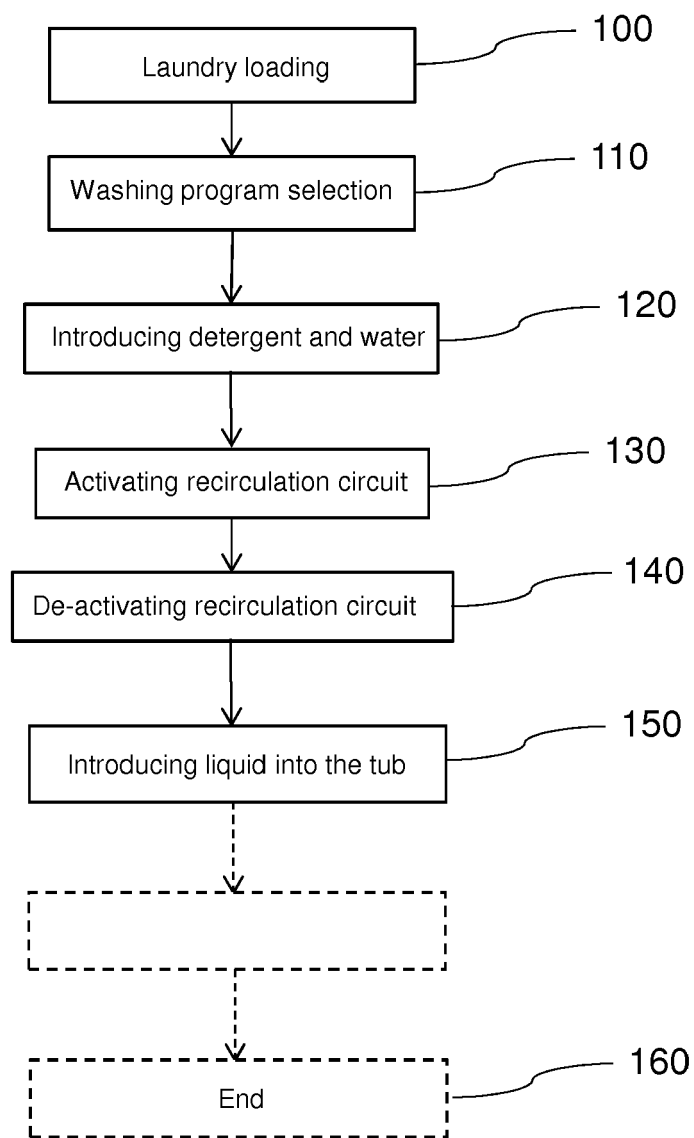 100
Laundry loading
110
Washing program selection
120
Introducing detergent and water
130
Activating recirculation circuit
140
De-activating recirculation circuit
150
Introducing liquid into the tub
160
End